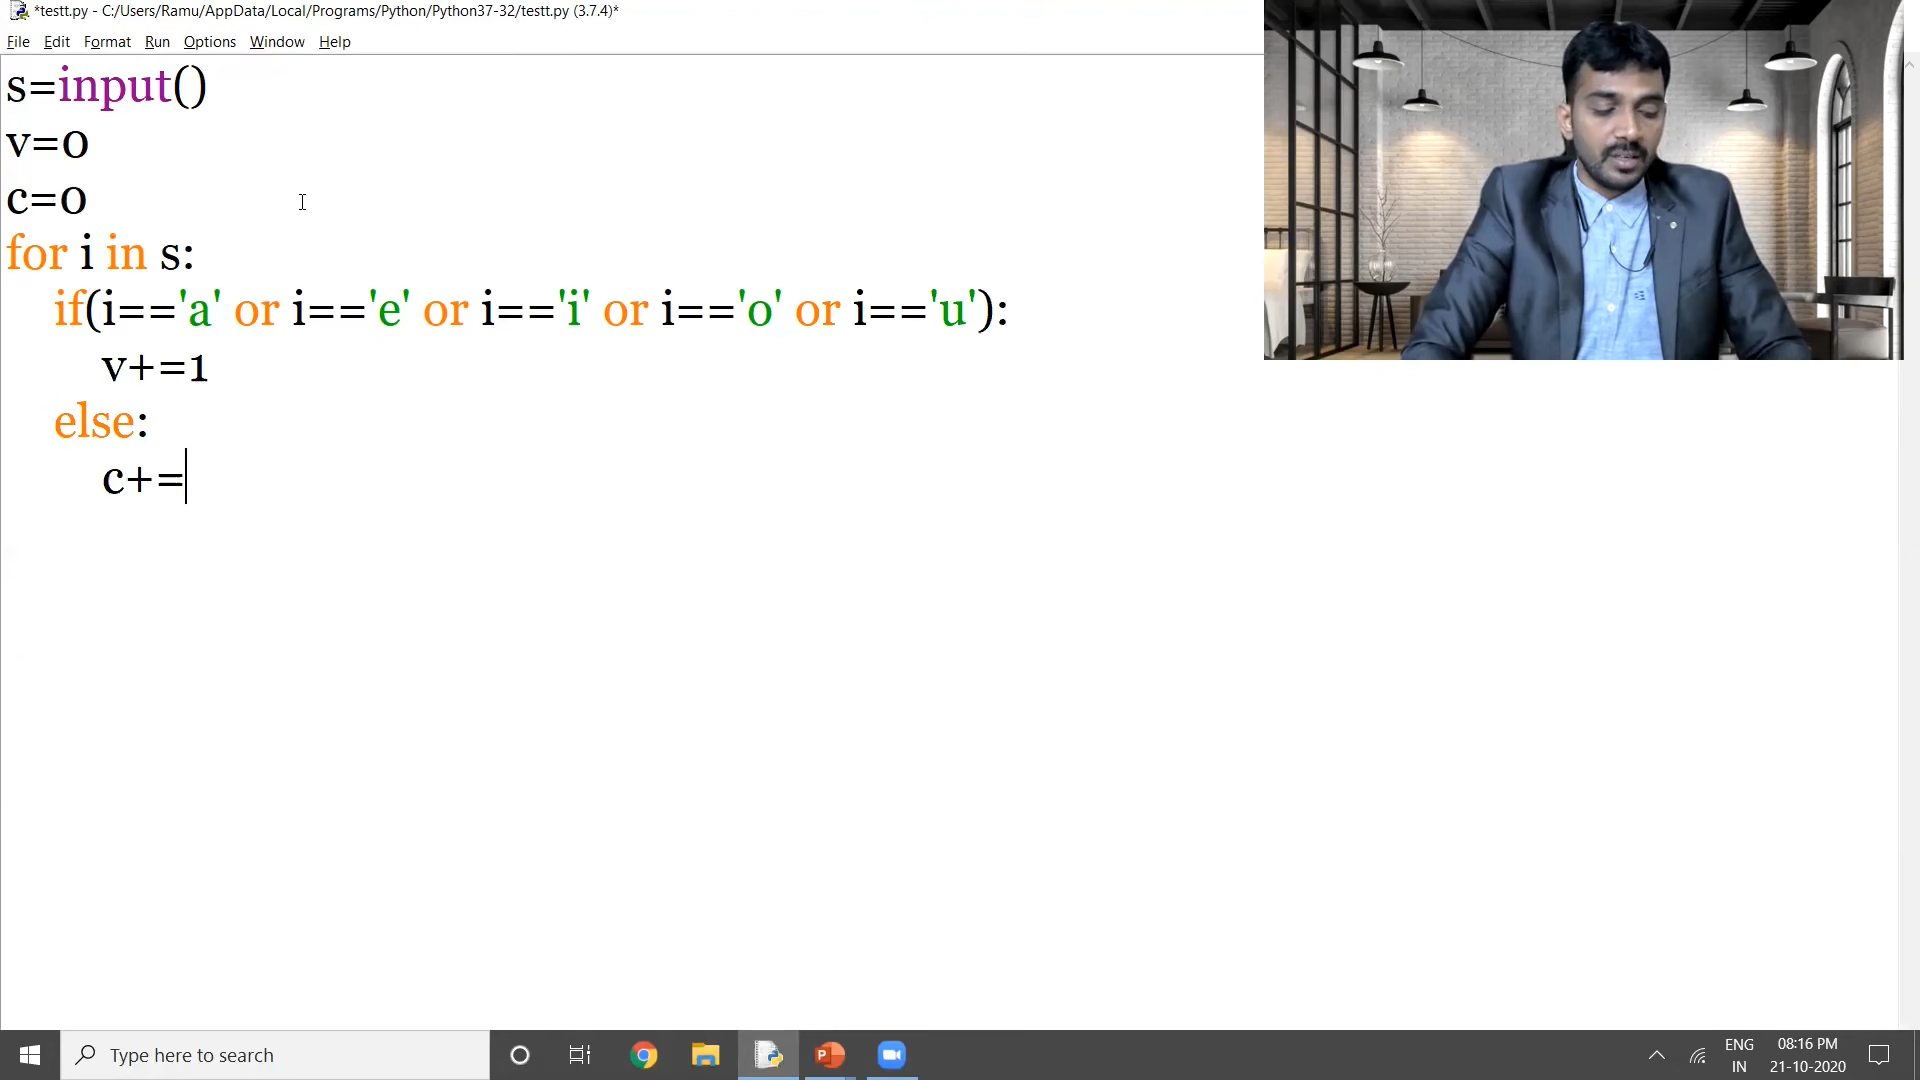 *testt.py - C:/Users/Ramu/AppData/Local/Programs/Python/Python37-32/testt.py (3.7.4)*
File Edit Format Run Options Window Help
s=input()
v=0
c=0
for i in s:
if(i=='a' or i=='e' or i=='i' or i=='o' or i=='u'):
v+=1
else:
c+=
Type here to search
ENG
IN
08:16 PM
21-10-2020